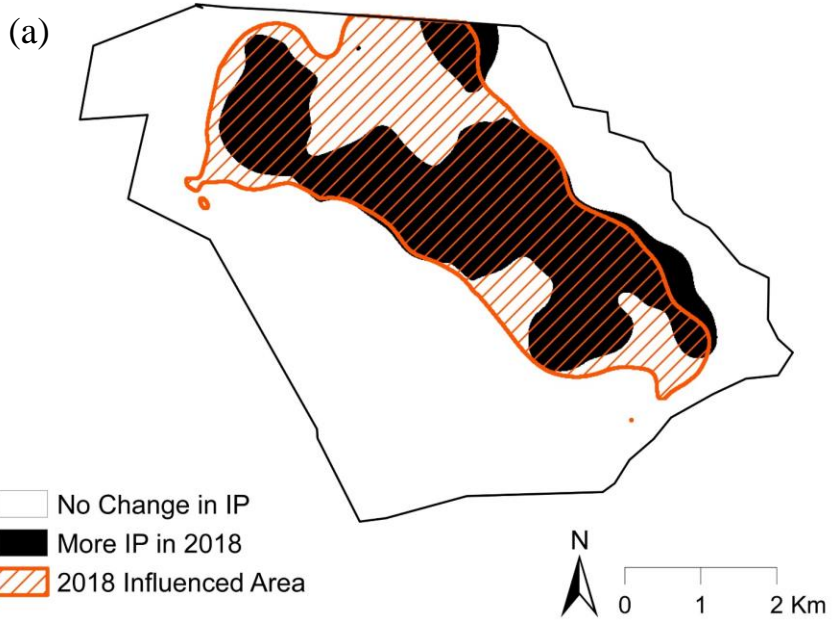 (a)
No Change in IP
More IP in 2018
2018 Influenced Area
N
0 1 2 Km